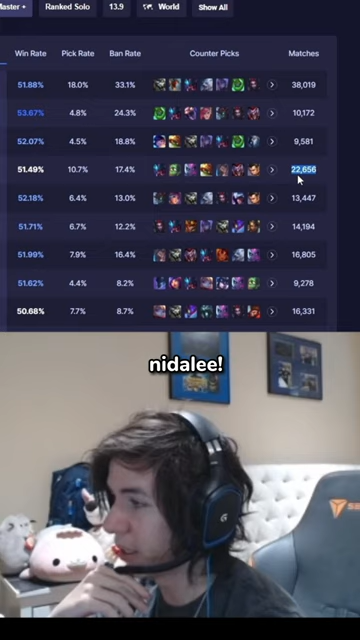 Master + Ranked Solo 13.9 World Show All
Win Rate Pick Rate Ban Rate Counter Picks Matches
51.88% 18.0% 33.1% 38,019
53.67% 4.8% 24.3% 10,172
52.07% 4.5% 18.8% 9,581
51.49% 10.7% 17.4% 22,656
52.18% 6.4% 13.0% 13,447
51.71% 6.7% 12.2% 14,194
51.99% 7.9% 16.4% 16,805
51.62% 4.4% 8.2% 9,278
50.68% 7.7% 8.7% 16,331
nidalee!